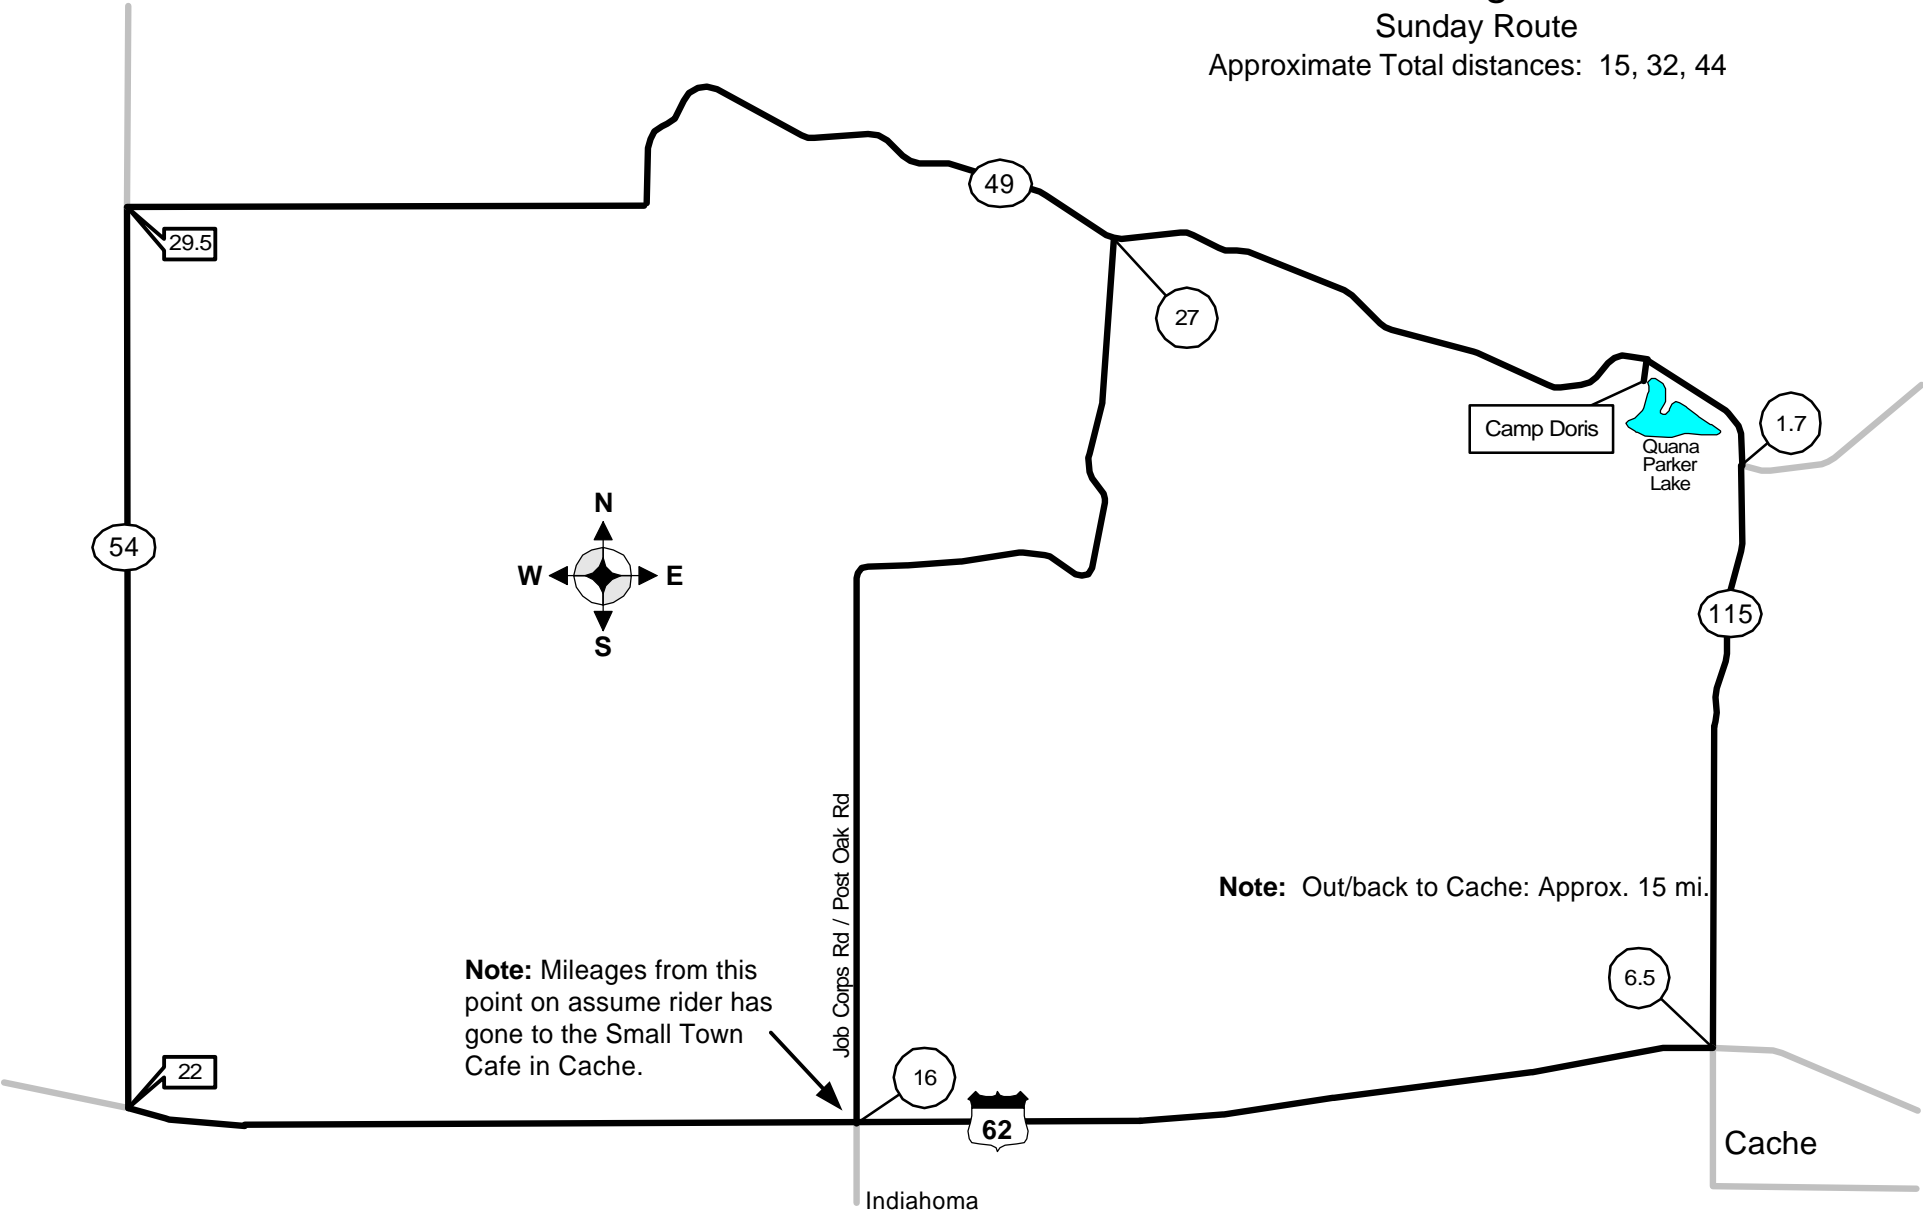 Sunday Route
Approximate Total distances: 15, 32, 44
49
29.5
27
Camp Doris
1.7
Quana
Parker
Lake
N
54
W
E
S
115
Job Corps Rd / Post Oak Rd
Note: Out/back to Cache: Approx. 15 mi.
Note: Mileages from this
point on assume rider has
gone to the Small Town
Cafe in Cache.
6.5
22
16
62
Cache
Indiahoma